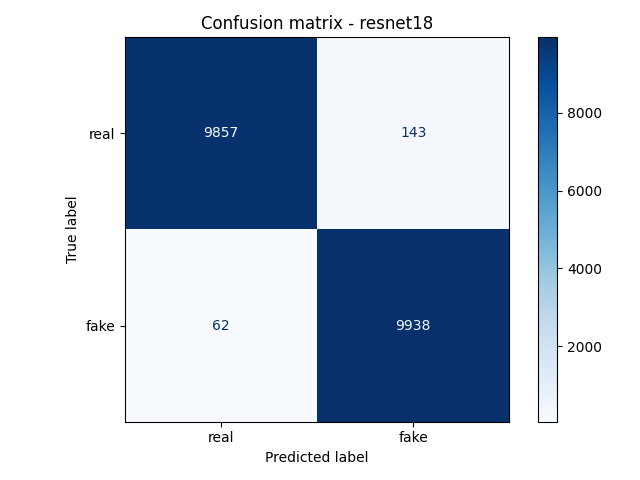 Confusion matrix - resnet18
True label
real
9857
143
8000
6000
4000
2000
fake
62
9938
real
fake
Predicted label